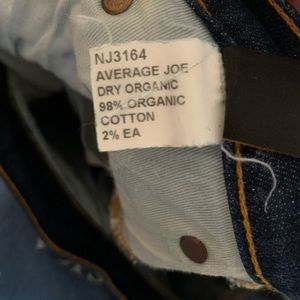 NJ3164
AVERAGE JOE
DRY ORGANIC
98% ORGANIC
COTTON
2% EA